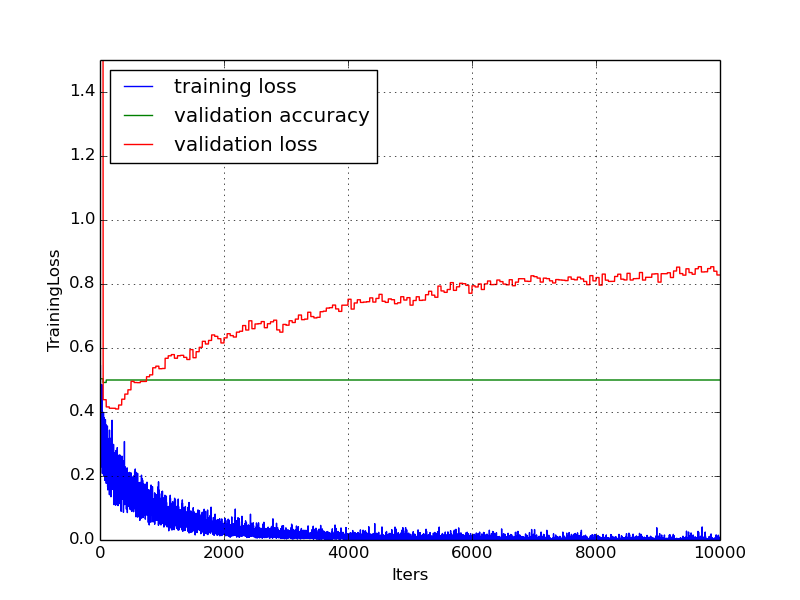 training loss
validation accuracy
validation loss
1.4
1.2
1.0
0.8
0.6
0.4
0.2
0.0
TrainingLoss
0 2000 4000 6000 8000 10000
Iters